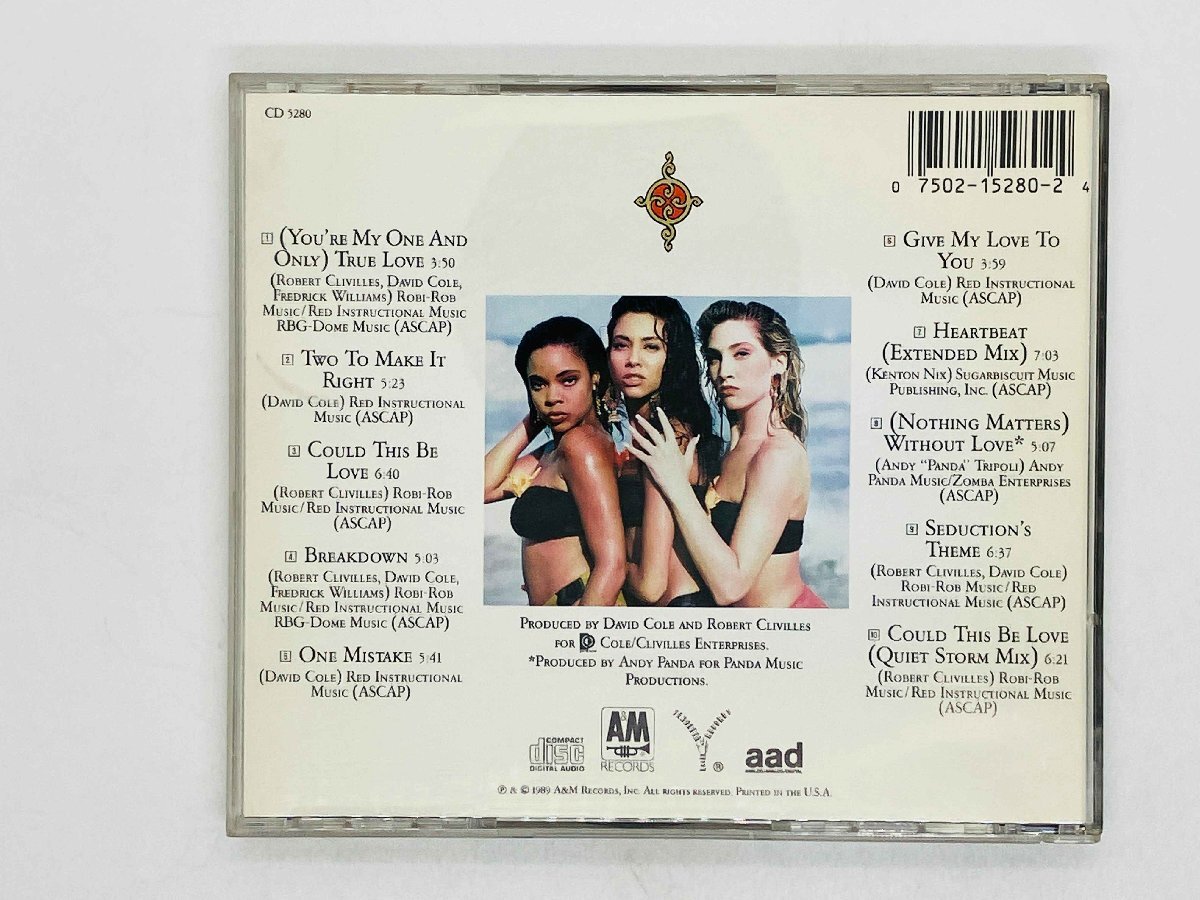 CD 5280
0 7502-15280-2 4
1 (You're My One And
Only) True Love 3:50
(Robert Clivilles, David Cole,
Fredrick Williams) Robi-Rob
Music/Red Instructional Music
RBG-Dome Music (ASCAP)
2 Two To Make It
Right 5:23
(David Cole) Red Instructional
Music (ASCAP)
3 Could This Be
Love 6:40
(Robert Clivilles) Robi-Rob
Music/Red Instructional Music
(ASCAP)
4 Breakdown 5:03
(Robert Clivilles, David Cole,
Fredrick Williams) Robi-Rob
Music/Red Instructional Music
RBG-Dome Music (ASCAP)
5 One Mistake 5:41
(David Cole) Red Instructional
Music (ASCAP)
6 Give My Love To
You 3:59
(David Cole) Red Instructional
Music (ASCAP)
7 Heartbeat
(Extended Mix) 7:03
(Kenton Nix) Sugarbiscuit Music
Publishing, Inc. (ASCAP)
8 (Nothing Matters)
Without Love* 5:07
(Andy "Panda" Tripoli) Andy
Panda Music/Zomba Enterprises
(ASCAP)
9 Seduction's
Theme 6:37
(Robert Clivilles, David Cole)
Robi-Rob Music/Red
Instructional Music (ASCAP)
10 Could This Be Love
(Quiet Storm Mix) 6:21
(Robert Clivilles) Robi-Rob
Music/Red Instructional Music
(ASCAP)
Produced by David Cole and Robert Clivilles
for Cole/Clivilles Enterprises.
*Produced by Andy Panda for Panda Music
Productions.
COMPACT
disc
DIGITAL AUDIO
A&M
RECORDS
®
aad
ANALOG/ANALOG/DIGITAL
℗ & © 1989 A&M Records, Inc. All rights reserved. Printed in the U.S.A.